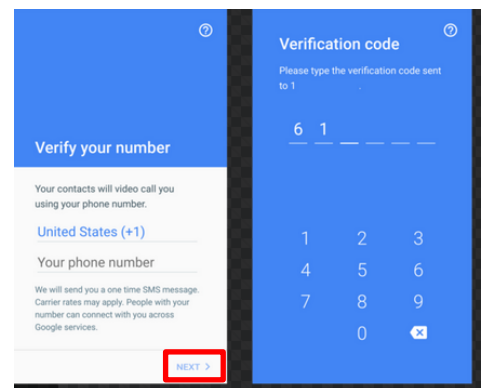 ?
Verify your number
Your contacts will video call you
using your phone number.
United States (+1)
Your phone number
We will send you a one time SMS message.
Carrier rates may apply. People with your
number can connect with you across
Google services.
NEXT >
?
Verification code
Please type the verification code sent
to 1 .
6 1 _ _ _ _
1 2 3
4 5 6
7 8 9
0